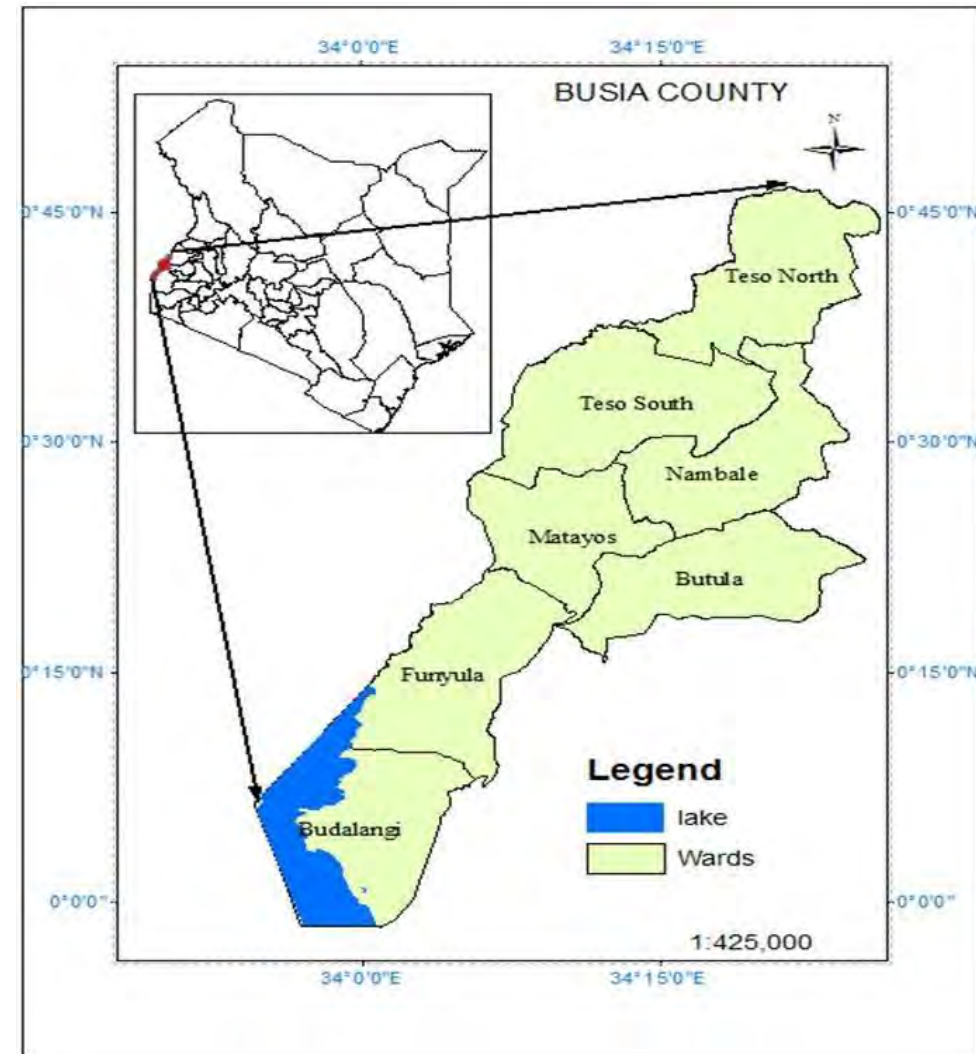 34°0'0"E 34°15'0"E
BUSIA COUNTY
N
0°45'0"N 0°45'0"N
Teso North
Teso South
0°30'0"N 0°30'0"N
Nambale
Matayos
Butula
0°15'0"N 0°15'0"N
Funyula
Legend
lake
Budalangi
Wards
0°0'0" 0°0'0"
1:425,000
34°0'0"E 34°15'0"E